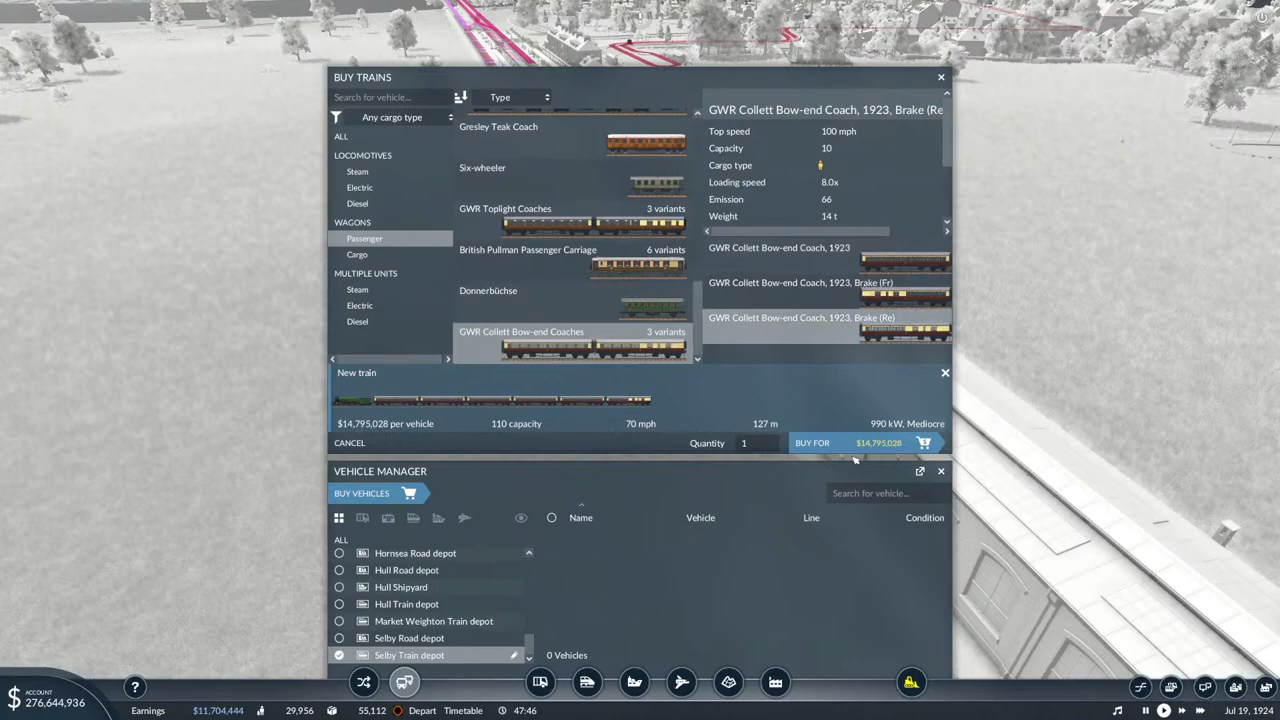 BUY TRAINS
Search for vehicle...
Type
Any cargo type
ALL
LOCOMOTIVES
Steam
Electric
Diesel
WAGONS
Passenger
Cargo
MULTIPLE UNITS
Steam
Electric
Diesel
Gresley Teak Coach
Six-wheeler
GWR Toplight Coaches 3 variants
British Pullman Passenger Carriage 6 variants
Donnerbüchse
GWR Collett Bow-end Coaches 3 variants
GWR Collett Bow-end Coach, 1923, Brake (Re
Top speed 100 mph
Capacity 10
Cargo type
Loading speed 8.0x
Emission 66
Weight 14 t
GWR Collett Bow-end Coach, 1923
GWR Collett Bow-end Coach, 1923, Brake (Fr)
GWR Collett Bow-end Coach, 1923, Brake (Re)
New train
$14,795,028 per vehicle 110 capacity 70 mph 127 m 990 kW, Mediocre
CANCEL Quantity 1 BUY FOR $14,795,028
VEHICLE MANAGER
BUY VEHICLES Search for vehicle...
Name Vehicle Line Condition
ALL
Hornsea Road depot
Hull Road depot
Hull Shipyard
Hull Train depot
Market Weighton Train depot
Selby Road depot
Selby Train depot 0 Vehicles
$ ACCOUNT
276,644,936
?
Earnings $11,704,444 29,956 55,112 Depart Timetable 47:46 Jul 19, 1924